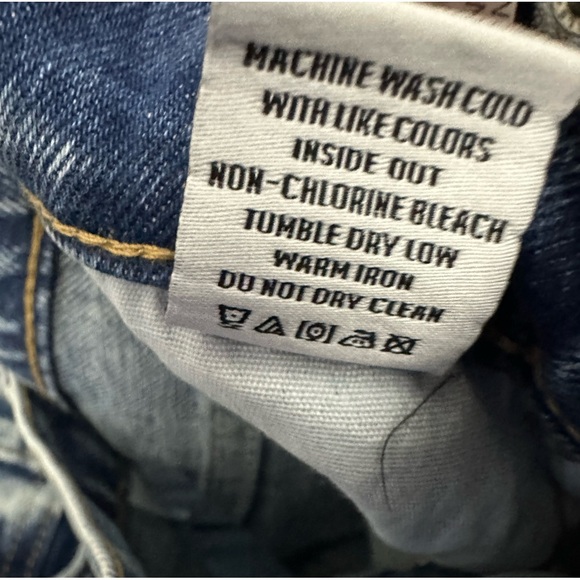 MACHINE WASH COLD
WITH LIKE COLORS
INSIDE OUT
NON-CHLORINE BLEACH
TUMBLE DRY LOW
WARM IRON
DO NOT DRY CLEAN